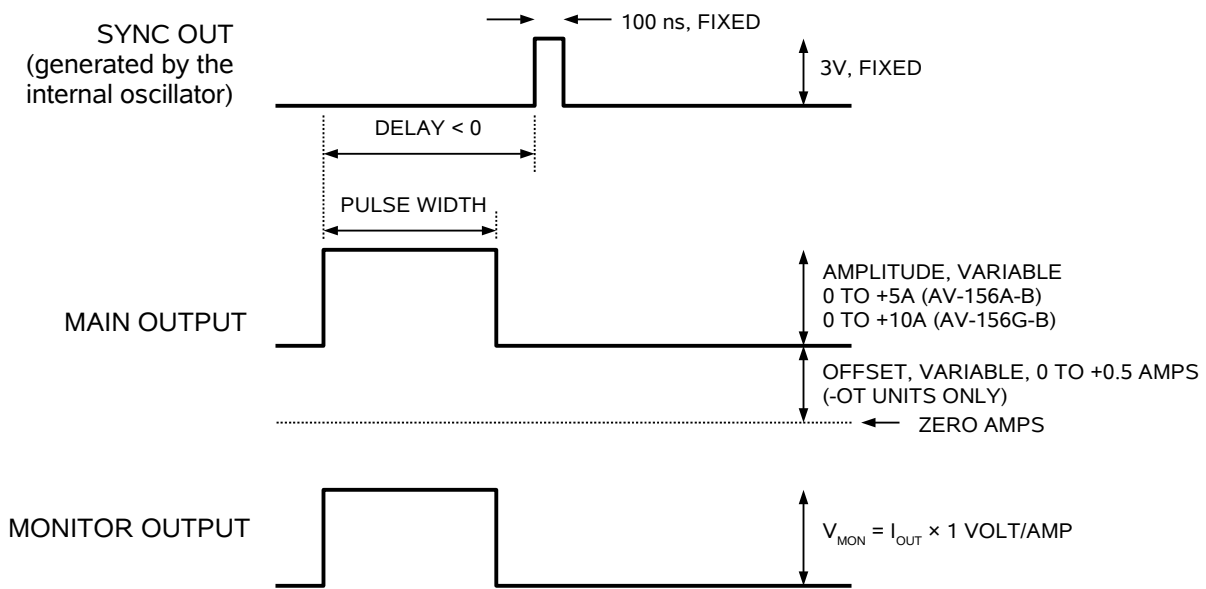 SYNC OUT
(generated by the
internal oscillator)
100 ns, FIXED
3V, FIXED
DELAY < 0
PULSE WIDTH
MAIN OUTPUT
AMPLITUDE, VARIABLE
0 TO +5A (AV-156A-B)
0 TO +10A (AV-156G-B)
OFFSET, VARIABLE, 0 TO +0.5 AMPS
(-OT UNITS ONLY)
ZERO AMPS
MONITOR OUTPUT
VMON = IOUT × 1 VOLT/AMP